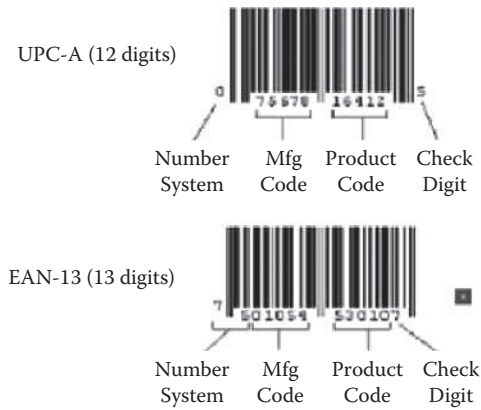 UPC-A (12 digits)
0 75678 16412 5
Number Mfg Product Check
System Code Code Digit
EAN-13 (13 digits)
7 501054 530107
Number Mfg Product Check
System Code Code Digit